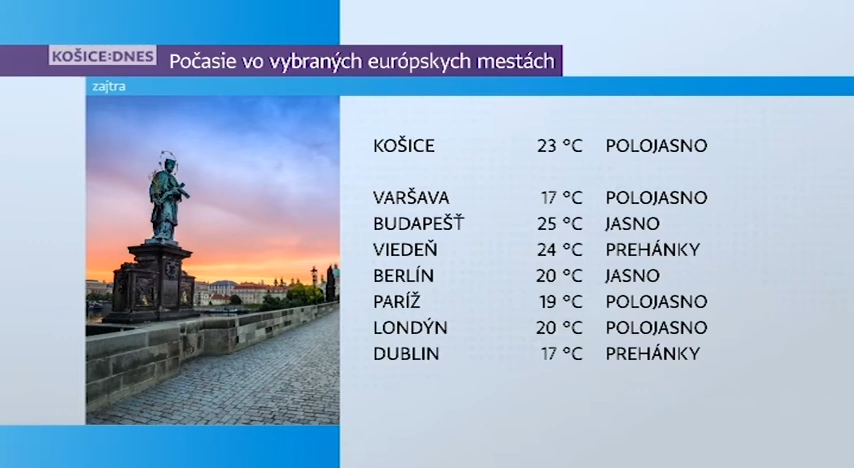 KOŠICE:DNES
Počasie vo vybraných európskych mestách
zajtra
KOŠICE 23 °C POLOJASNO
VARŠAVA 17 °C POLOJASNO
BUDAPEŠŤ 25 °C JASNO
VIEDEŇ 24 °C PREHÁNKY
BERLÍN 20 °C JASNO
PARÍŽ 19 °C POLOJASNO
LONDÝN 20 °C POLOJASNO
DUBLIN 17 °C PREHÁNKY